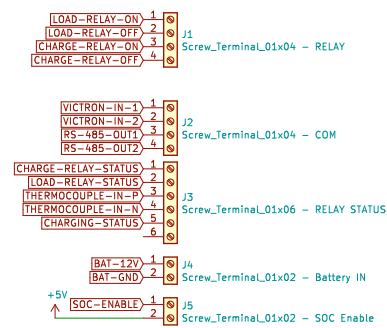 LOAD-RELAY-ON 1
LOAD-RELAY-OFF 2 J1
CHARGE-RELAY-ON 3 Screw_Terminal_01x04 - RELAY
CHARGE-RELAY-OFF 4
VICTRON-IN-1 1
VICTRON-IN-2 2 J2
RS-485-OUT1 3 Screw_Terminal_01x04 - COM
RS-485-OUT2 4
CHARGE-RELAY-STATUS 1
LOAD-RELAY-STATUS 2
THERMOCOUPLE-IN-P 3 J3
THERMOCOUPLE-IN-N 4 Screw_Terminal_01x06 - RELAY STATUS
CHARGING-STATUS 5
6
BAT-12V 1 J4
BAT-GND 2 Screw_Terminal_01x02 - Battery IN
+5V
SOC-ENABLE 1 J5
2 Screw_Terminal_01x02 - SOC Enable